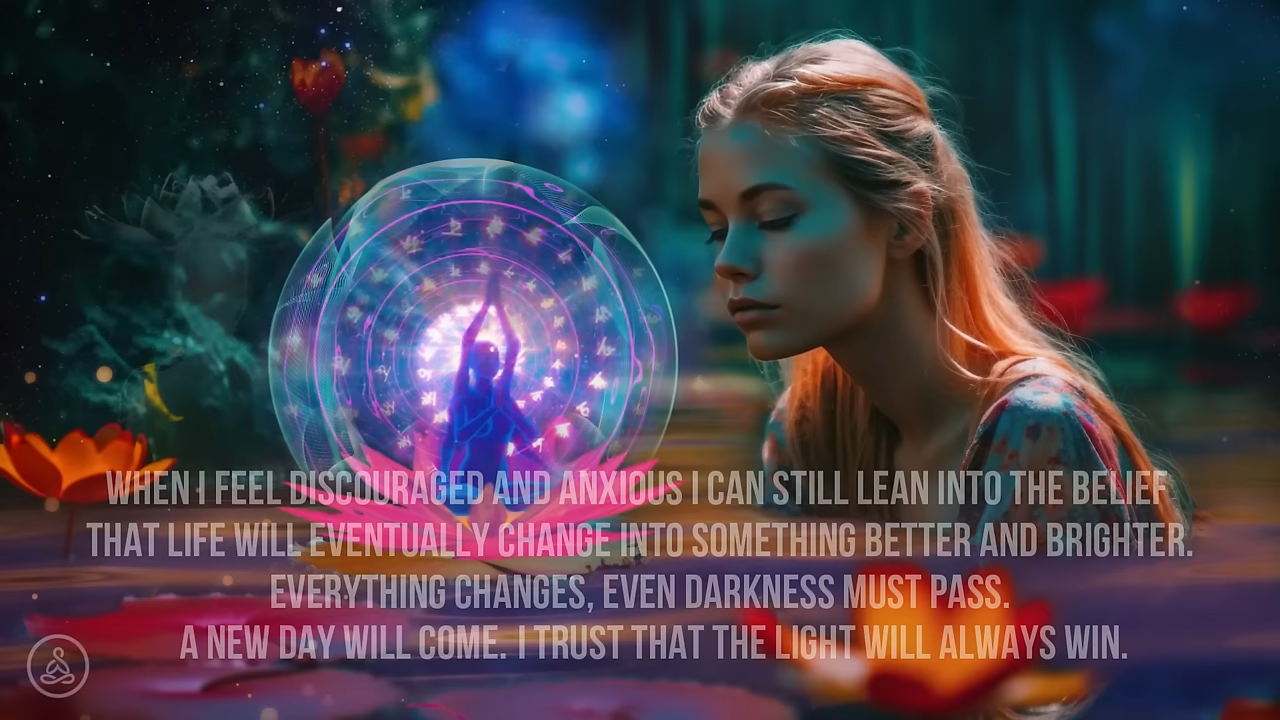 WHEN I FEEL DISCOURAGED AND ANXIOUS I CAN STILL LEAN INTO THE BELIEF
THAT LIFE WILL EVENTUALLY CHANGE INTO SOMETHING BETTER AND BRIGHTER.
EVERYTHING CHANGES, EVEN DARKNESS MUST PASS.
A NEW DAY WILL COME. I TRUST THAT THE LIGHT WILL ALWAYS WIN.